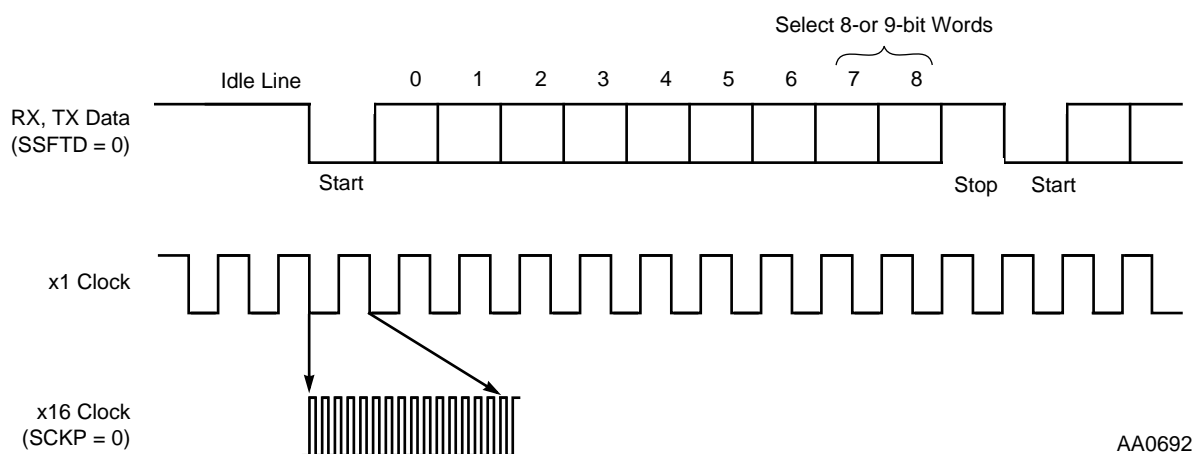 Select 8-or 9-bit Words
Idle Line 0 1 2 3 4 5 6 7 8
RX, TX Data
(SSFTD = 0)
Start Stop Start
x1 Clock
x16 Clock
(SCKP = 0)
AA0692